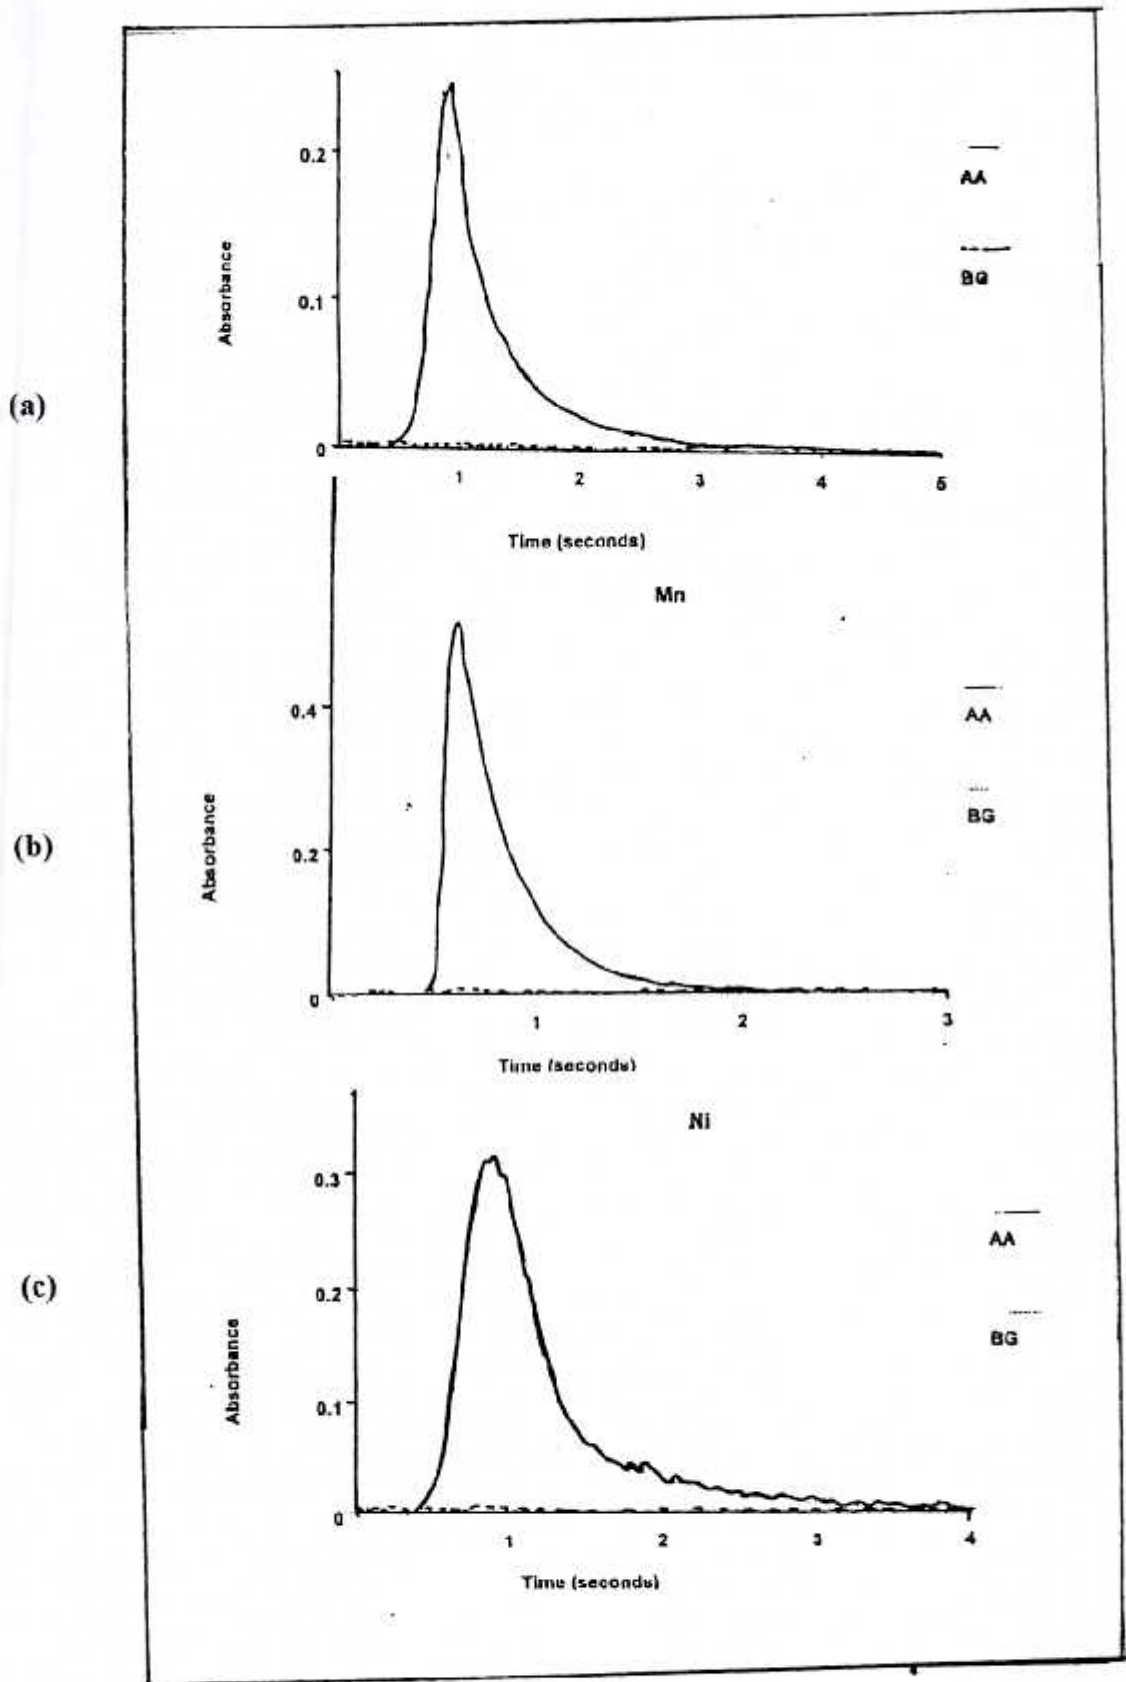 (a)
Absorbance
0.2
0.1
0
1 2 3 4 5
Time (seconds)
AA
BG
(b)
Mn
Absorbance
0.4
0.2
0
1 2 3
Time (seconds)
AA
BG
(c)
Ni
Absorbance
0.3
0.2
0.1
0
1 2 3 4
Time (seconds)
AA
BG